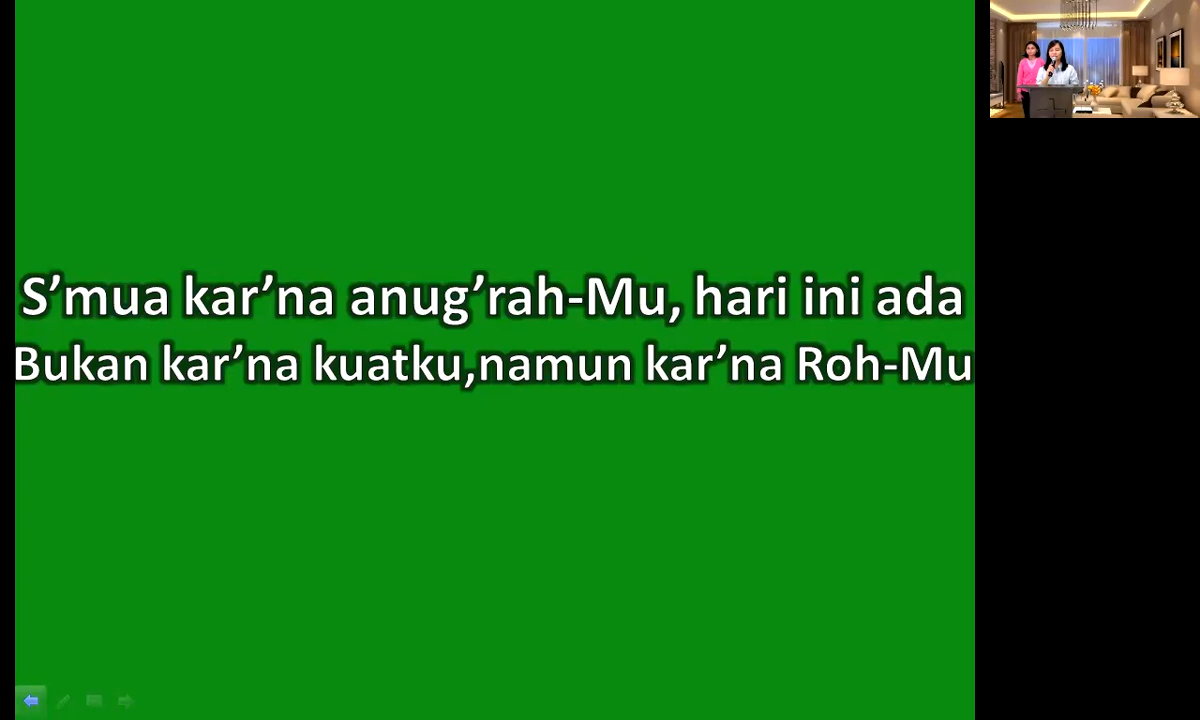 S’mua kar’na anug’rah-Mu, hari ini ada
Bukan kar’na kuatku,namun kar’na Roh-Mu